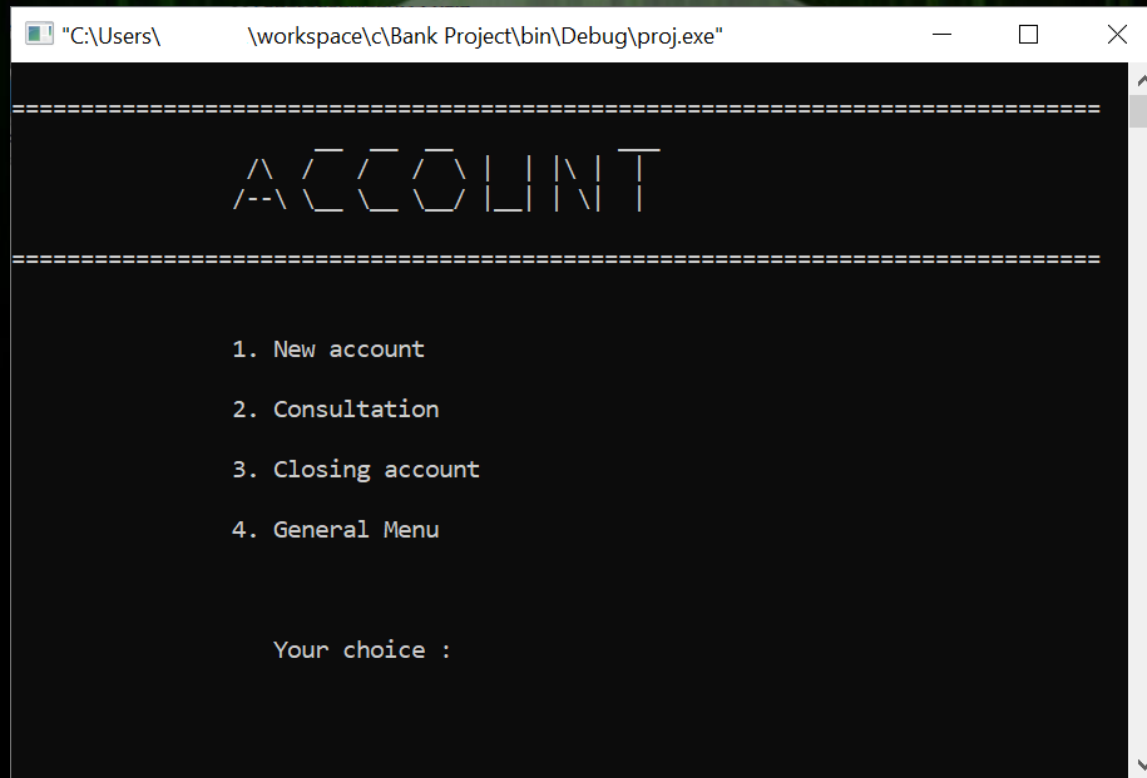 "C:\Users\ \workspace\c\Bank Project\bin\Debug\proj.exe"
ACCOUNT
1. New account
2. Consultation
3. Closing account
4. General Menu
Your choice :